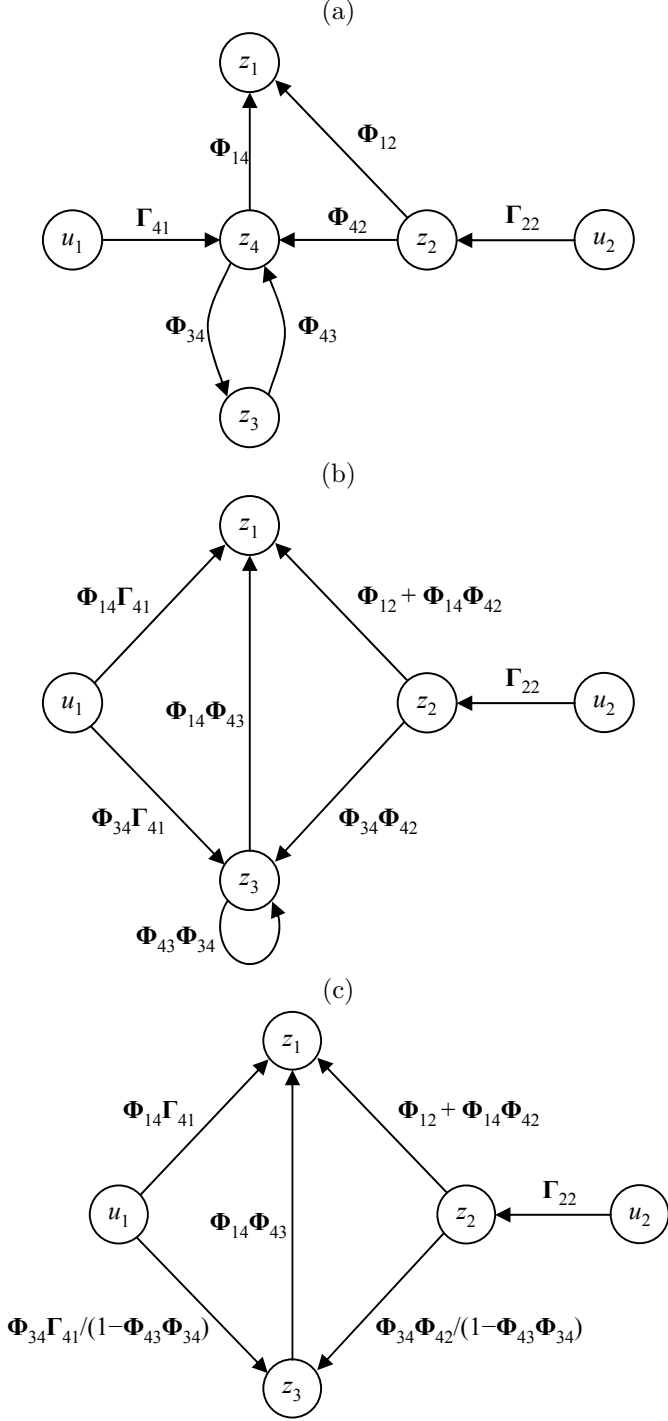 (a)
z₁
Φ₁₂
Φ₁₄
Γ₄₁ Φ₄₂ Γ₂₂
u₁ z₄ z₂ u₂
Φ₃₄ Φ₄₃
z₃
(b)
z₁
Φ₁₄Γ₄₁ Φ₁₂ + Φ₁₄Φ₄₂
Γ₂₂
u₁ Φ₁₄Φ₄₃ z₂ u₂
Φ₃₄Γ₄₁ Φ₃₄Φ₄₂
z₃
Φ₄₃Φ₃₄
(c)
z₁
Φ₁₄Γ₄₁ Φ₁₂ + Φ₁₄Φ₄₂
Γ₂₂
u₁ Φ₁₄Φ₄₃ z₂ u₂
Φ₃₄Γ₄₁/(1−Φ₄₃Φ₃₄) Φ₃₄Φ₄₂/(1−Φ₄₃Φ₃₄)
z₃